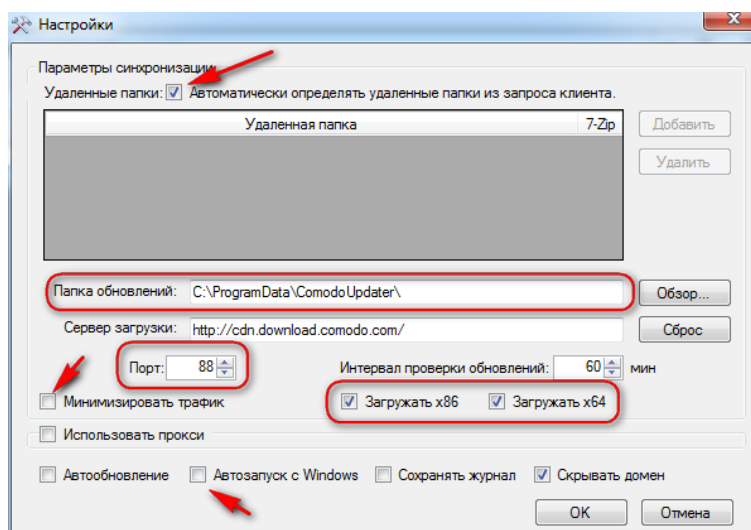 Настройки
Параметры синхронизации
Удаленные папки: Автоматически определять удаленные папки из запроса клиента.
Удаленная папка 7-Zip Добавить
Удалить
Папка обновлений: C:\ProgramData\ComodoUpdater\ Обзор...
Сервер загрузки: http://cdn.download.comodo.com/ Сброс
Порт: 88 Интервал проверки обновлений: 60 мин
Минимизировать трафик Загружать x86 Загружать x64
Использовать прокси
Автообновление Автозапуск с Windows Сохранять журнал Скрывать домен
OK Отмена